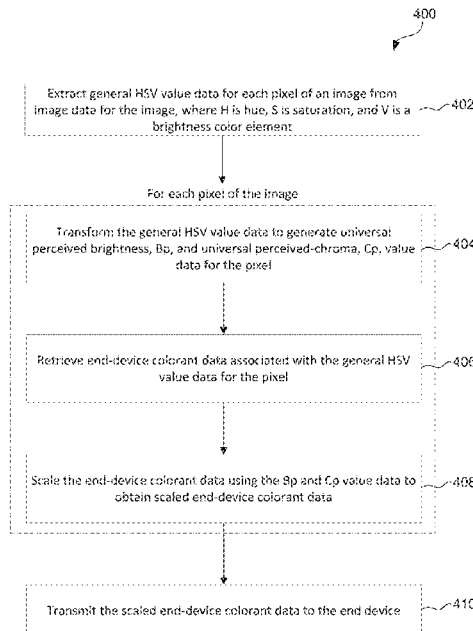 400
Extract general HSV value data for each pixel of an image from
image data for the image, where H is hue, S is saturation, and V is a
brightness color element
402
For each pixel of the image
Transform the general HSV value data to generate universal
perceived brightness, Bp, and universal perceived-chroma, Cp, value
data for the pixel
404
Retrieve end-device colorant data associated with the general HSV
value data for the pixel
406
Scale the end-device colorant data using the Bp and Cp value data to
obtain scaled end-device colorant data
408
Transmit the scaled end-device colorant data to the end device
410